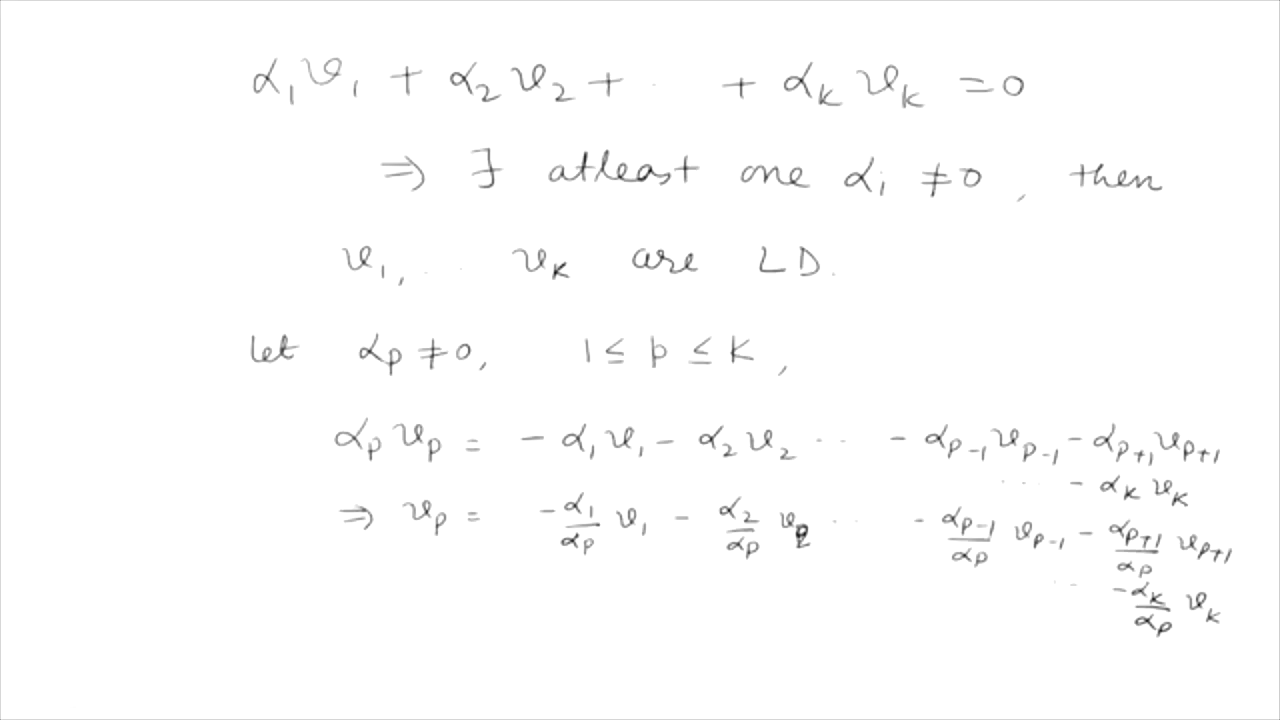 α₁v₁ + α₂v₂ + . . + αₖvₖ = 0
⇒ ∃ atleast one αᵢ ≠ 0, then
v₁, . . vₖ are LD.
let αₚ ≠ 0, 1 ≤ p ≤ K,
αₚvₚ = - α₁v₁ - α₂v₂ . . . - αₚ₋₁vₚ₋₁ - αₚ₊₁vₚ₊₁
. . . - αₖvₖ
⇒ vₚ = -α₁/αₚ v₁ - α₂/αₚ v₂ . . . - αₚ₋₁/αₚ vₚ₋₁ - αₚ₊₁/αₚ vₚ₊₁
. . . -αₖ/αₚ vₖ